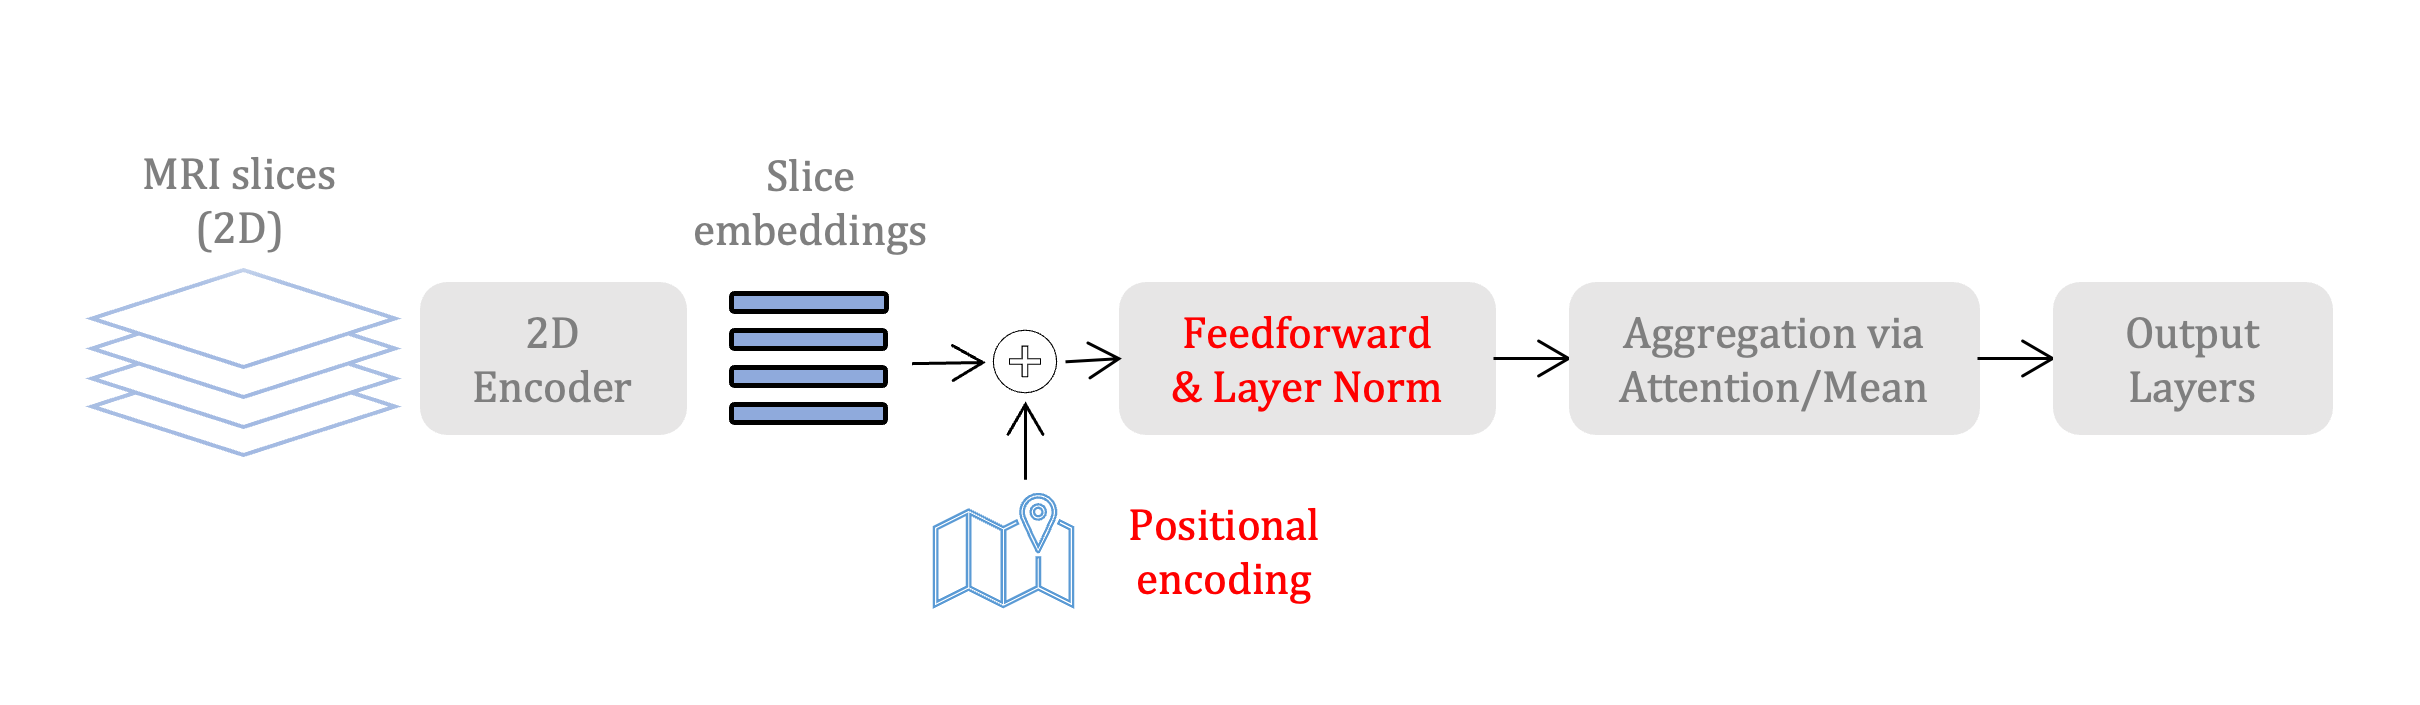 MRI slices
(2D)
2D
Encoder
Slice
embeddings
Positional
encoding
Feedforward
& Layer Norm
Aggregation via
Attention/Mean
Output
Layers